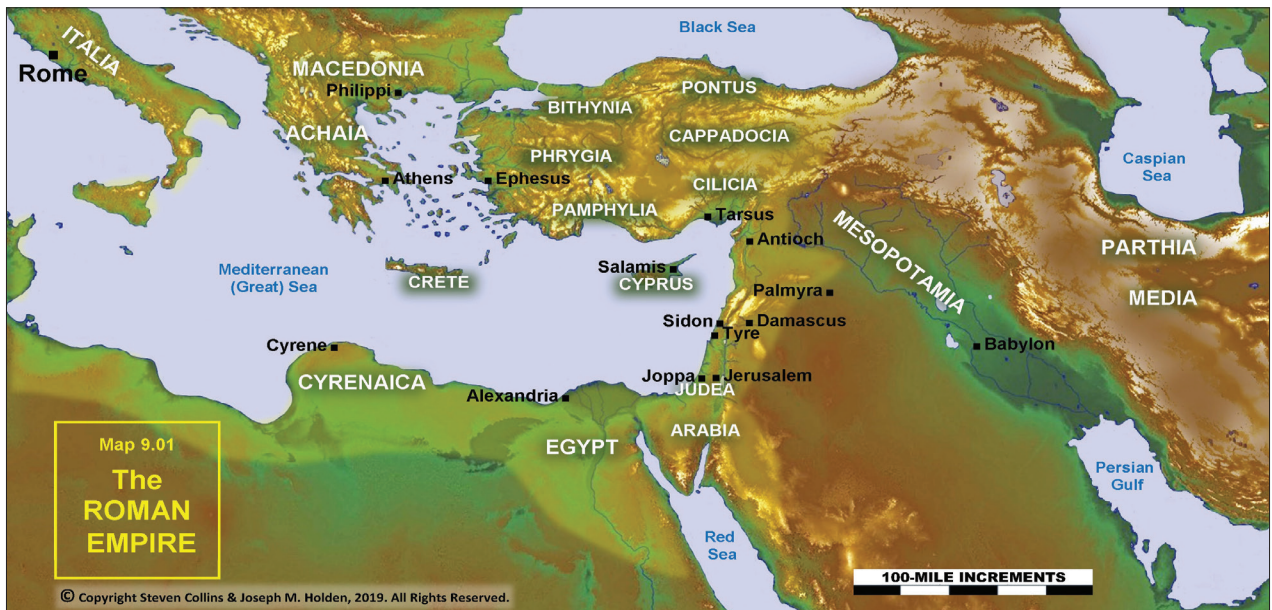 ITALIA
Rome
MACEDONIA
Philippi
ACHAIA
Athens
Black Sea
BITHYNIA
PONTUS
CAPPADOCIA
PHRYGIA
Ephesus
CILICIA
PAMPHYLIA
Tarsus
Antioch
Caspian
Sea
MESOPOTAMIA
PARTHIA
MEDIA
Mediterranean
(Great) Sea
CRETE
Salamis
CYPRUS
Palmyra
Sidon
Damascus
Tyre
Babylon
Cyrene
CYRENAICA
Alexandria
Joppa
Jerusalem
JUDEA
ARABIA
EGYPT
Persian
Gulf
Red
Sea
Map 9.01
The
ROMAN
EMPIRE
100-MILE INCREMENTS
© Copyright Steven Collins & Joseph M. Holden, 2019. All Rights Reserved.